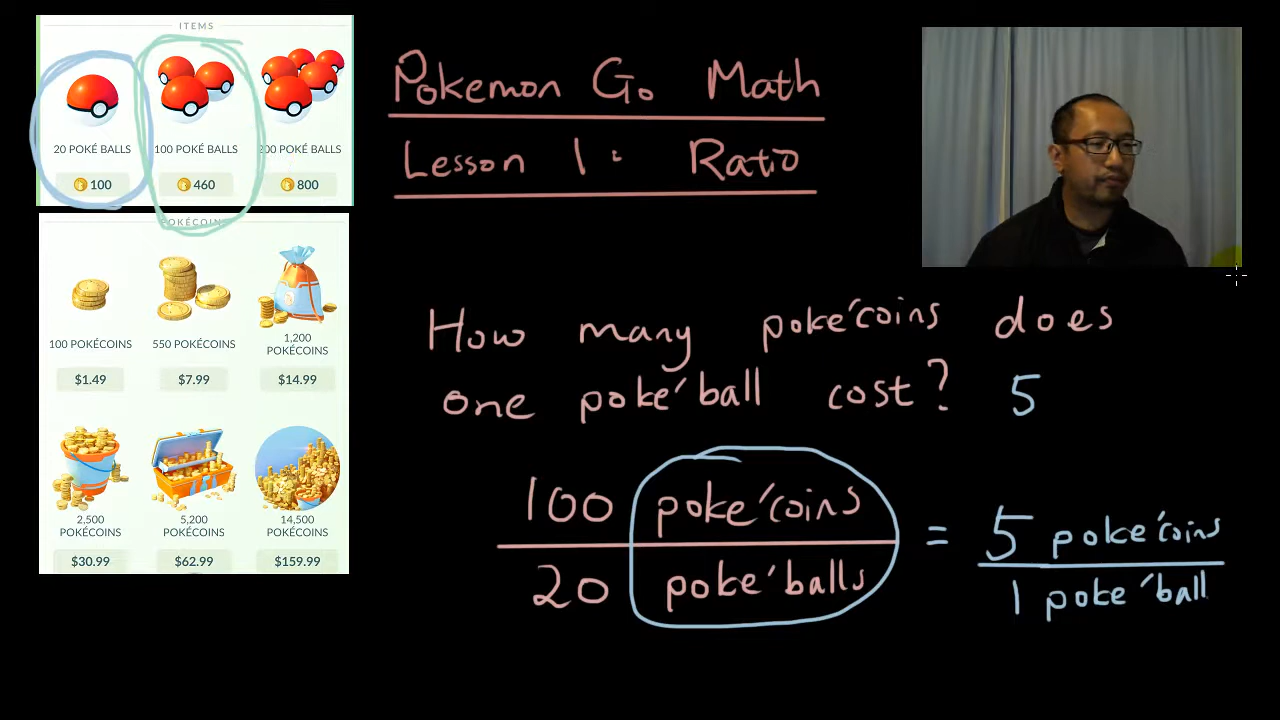 ITEMS
20 POKÉ BALLS 100 POKÉ BALLS 200 POKÉ BALLS
100 460 800
POKÉCOINS
100 POKÉCOINS 550 POKÉCOINS 1,200 POKÉCOINS
$1.49 $7.99 $14.99
2,500 POKÉCOINS 5,200 POKÉCOINS 14,500 POKÉCOINS
$30.99 $62.99 $159.99
Pokemon Go Math
Lesson 1: Ratio
How many poke'coins does
one poke'ball cost? 5
100 poke'coins = 5 poke'coins
20 poke'balls 1 poke'ball